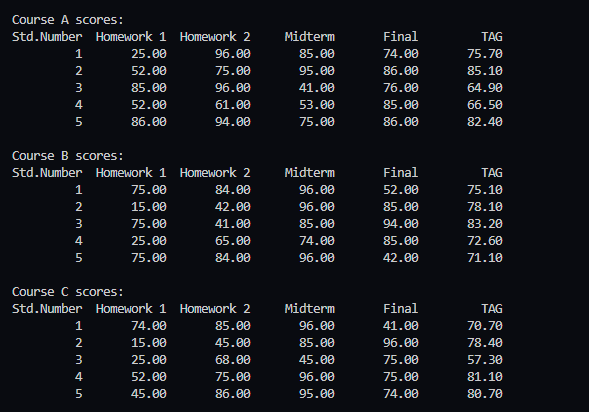 Course A scores:
Std.Number  Homework 1  Homework 2     Midterm       Final         TAG
         1       25.00       96.00       85.00       74.00       75.70
         2       52.00       75.00       95.00       86.00       85.10
         3       85.00       96.00       41.00       76.00       64.90
         4       52.00       61.00       53.00       85.00       66.50
         5       86.00       94.00       75.00       86.00       82.40

Course B scores:
Std.Number  Homework 1  Homework 2     Midterm       Final         TAG
         1       75.00       84.00       96.00       52.00       75.10
         2       15.00       42.00       96.00       85.00       78.10
         3       75.00       41.00       85.00       94.00       83.20
         4       25.00       65.00       74.00       85.00       72.60
         5       75.00       84.00       96.00       42.00       71.10

Course C scores:
Std.Number  Homework 1  Homework 2     Midterm       Final         TAG
         1       74.00       85.00       96.00       41.00       70.70
         2       15.00       45.00       85.00       96.00       78.40
         3       25.00       68.00       45.00       75.00       57.30
         4       52.00       75.00       96.00       75.00       81.10
         5       45.00       86.00       95.00       74.00       80.70